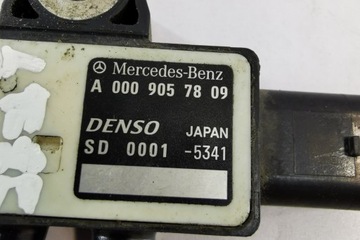 Mercedes-Benz
A 000 905 78 09
DENSO JAPAN
SD 0001 -5341